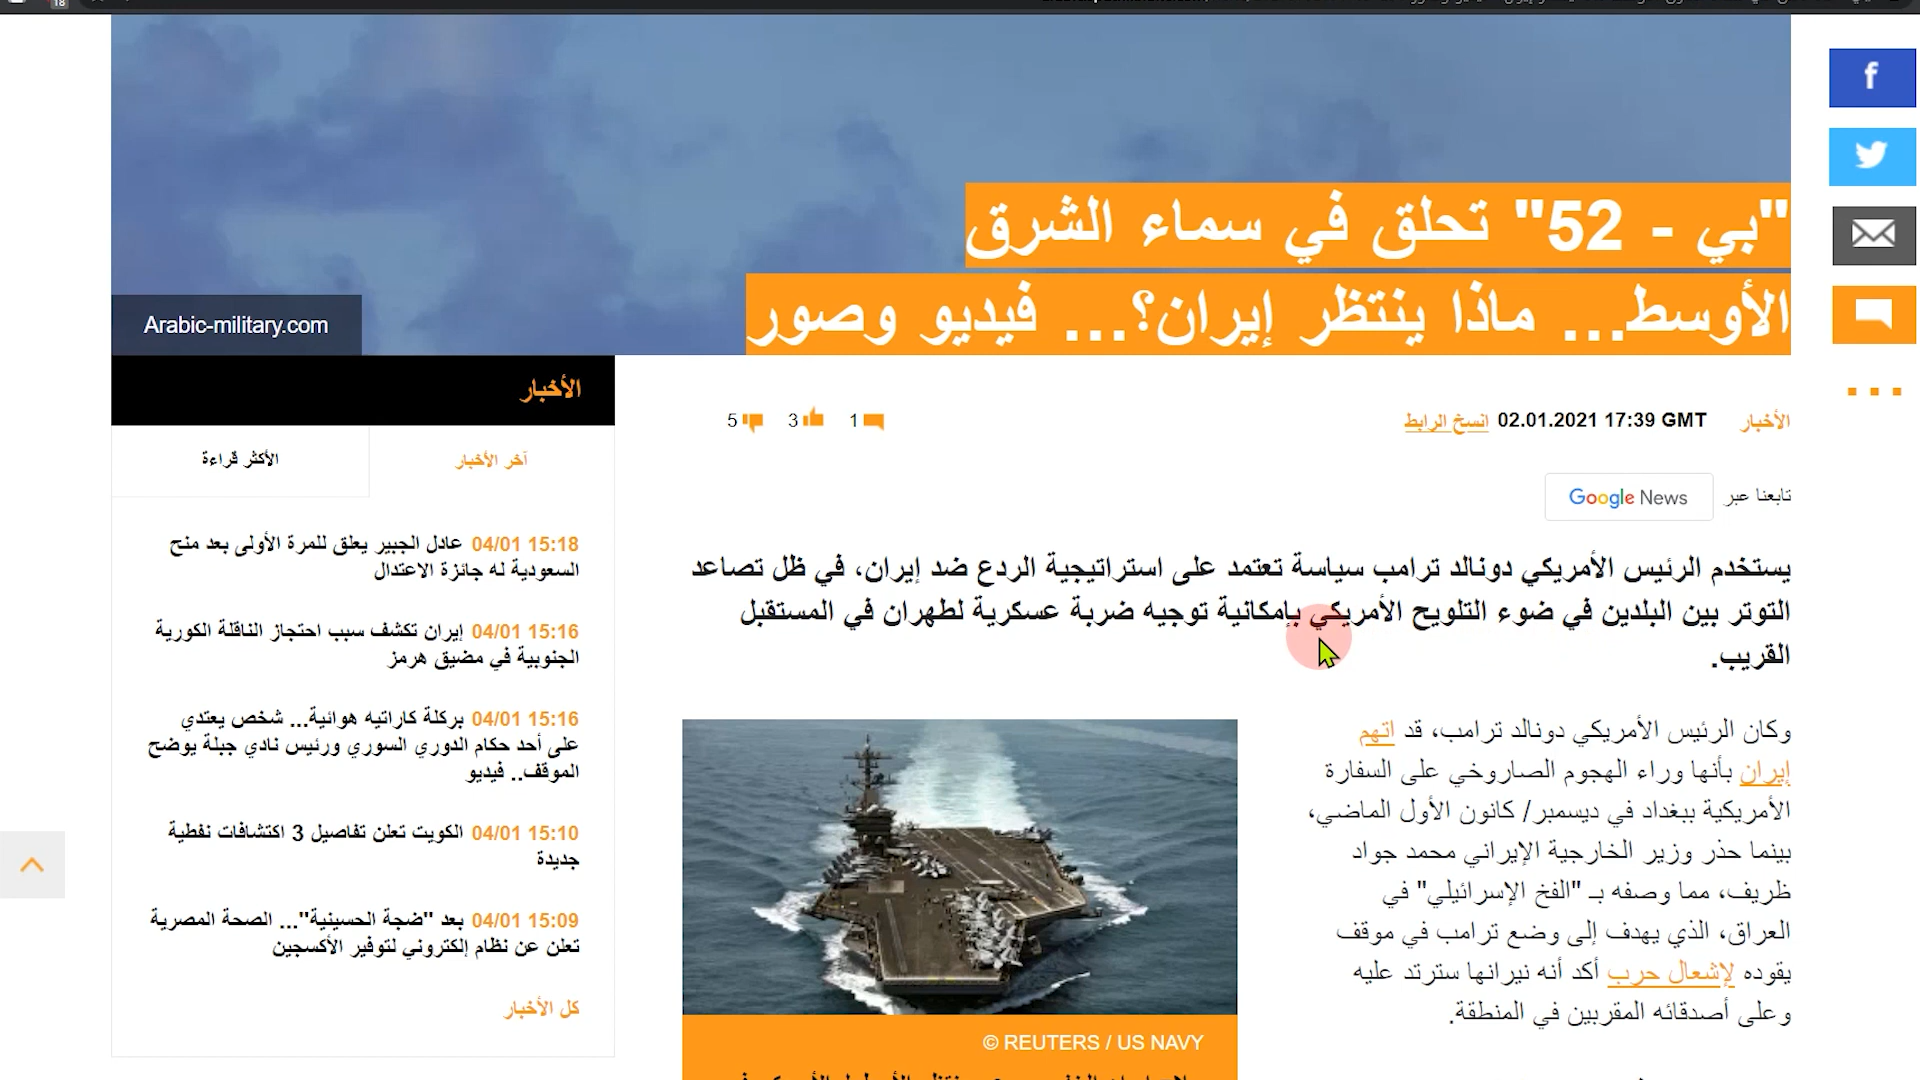 18
"بي - 52" تحلق في سماء الشرق
الأوسط... ماذا ينتظر إيران؟... فيديو وصور
Arabic-military.com
الأخبار
02.01.2021 17:39 GMT
انسخ الرابط
1
3
5
تابعنا عبر
Google News
يستخدم الرئيس الأمريكي دونالد ترامب سياسة تعتمد على استراتيجية الردع ضد إيران، في ظل تصاعد
التوتر بين البلدين في ضوء التلويح الأمريكي بإمكانية توجيه ضربة عسكرية لطهران في المستقبل
القريب.
وكان الرئيس الأمريكي دونالد ترامب، قد اتهم
إيران بأنها وراء الهجوم الصاروخي على السفارة
الأمريكية ببغداد في ديسمبر/ كانون الأول الماضي،
بينما حذر وزير الخارجية الإيراني محمد جواد
ظريف، مما وصفه بـ "الفخ الإسرائيلي" في
العراق، الذي يهدف إلى وضع ترامب في موقف
يقوده لإشعال حرب أكد أنه نيرانها سترتد عليه
وعلى أصدقائه المقربين في المنطقة.
© REUTERS / US NAVY
الأخبار
آخر الأخبار
الأكثر قراءة
04/01 15:18 عادل الجبير يعلق للمرة الأولى بعد منح
السعودية له جائزة الاعتدال
04/01 15:16 إيران تكشف سبب احتجاز الناقلة الكورية
الجنوبية في مضيق هرمز
04/01 15:16 بركلة كاراتيه هوائية... شخص يعتدي
على أحد حكام الدوري السوري ورئيس نادي جبلة يوضح
الموقف.. فيديو
04/01 15:10 الكويت تعلن تفاصيل 3 اكتشافات نفطية
جديدة
04/01 15:09 بعد "ضجة الحسينية"... الصحة المصرية
تعلن عن نظام إلكتروني لتوفير الأكسجين
كل الأخبار